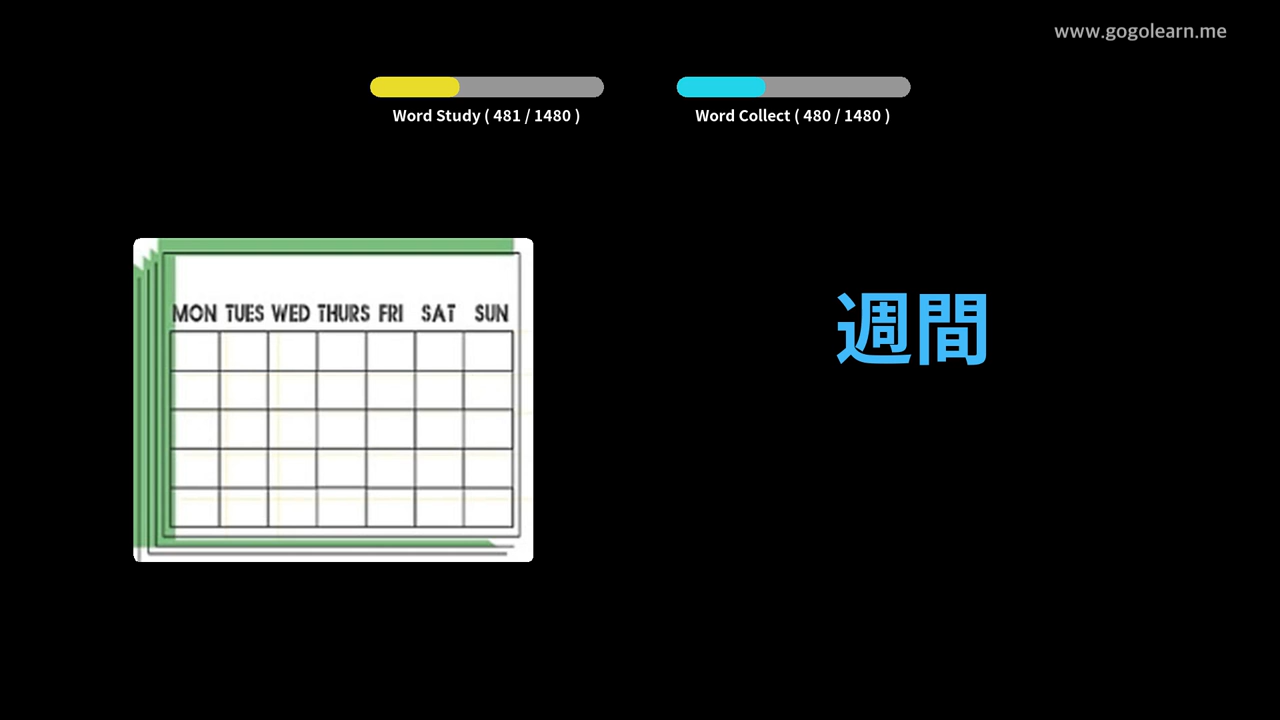 www.gogolearn.me
Word Study ( 481 / 1480 )
Word Collect ( 480 / 1480 )
MON TUES WED THURS FRI SAT SUN
週間